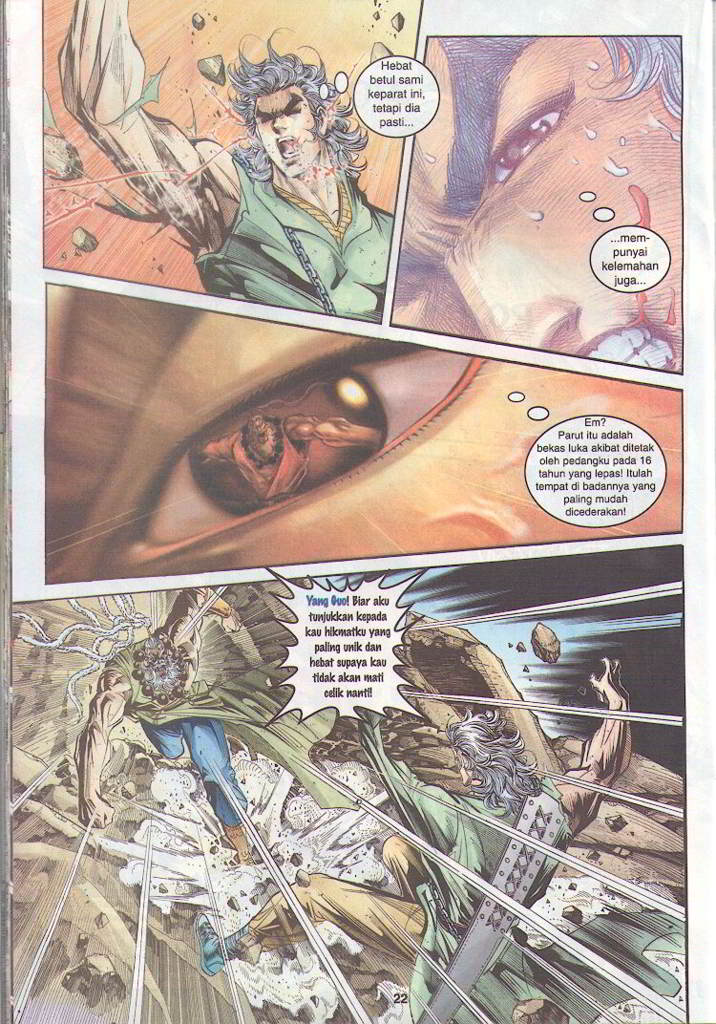 Hebat
betul sami
keparat ini,
tetapi dia
pasti...
...mem-
punyai
kelemahan
juga...
Em?
Parut itu adalah
bekas luka akibat ditetak
oleh pedangku pada 16
tahun yang lepas! Itulah
tempat di badannya yang
paling mudah
dicederakan!
Yang Guo! Biar aku
tunjukkan kepada
kau hikmatku yang
paling unik dan
hebat supaya kau
tidak akan mati
celik nanti!!
22